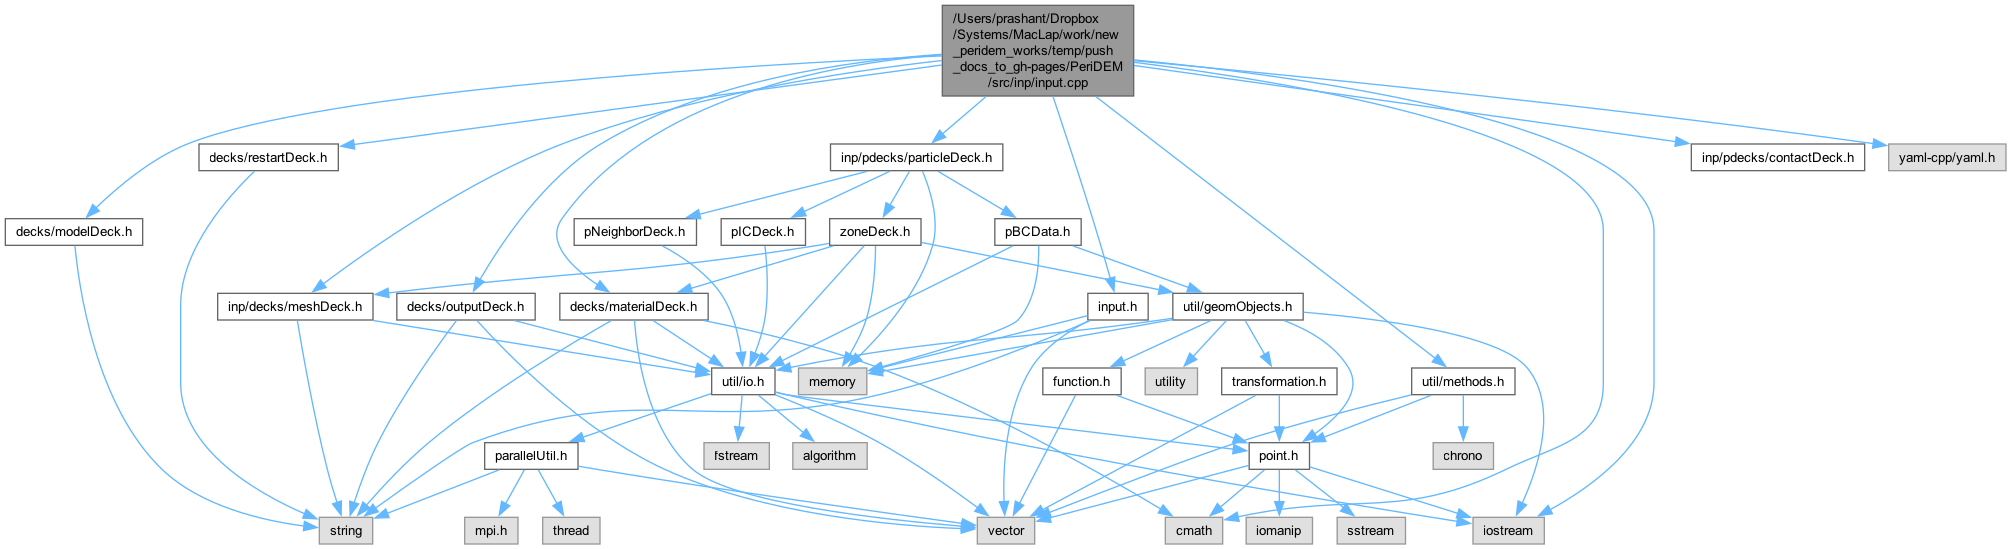 /Users/prashant/Dropbox
/Systems/MacLap/work/new
_peridem_works/temp/push
_docs_to_gh-pages/PeriDEM
/src/inp/input.cpp
decks/restartDeck.h
inp/pdecks/particleDeck.h
inp/pdecks/contactDeck.h
yaml-cpp/yaml.h
decks/modelDeck.h
pNeighborDeck.h
pICDeck.h
zoneDeck.h
pBCData.h
inp/decks/meshDeck.h
decks/outputDeck.h
decks/materialDeck.h
input.h
util/geomObjects.h
util/io.h
memory
function.h
utility
transformation.h
util/methods.h
parallelUtil.h
fstream
algorithm
point.h
chrono
string
mpi.h
thread
vector
cmath
iomanip
sstream
iostream